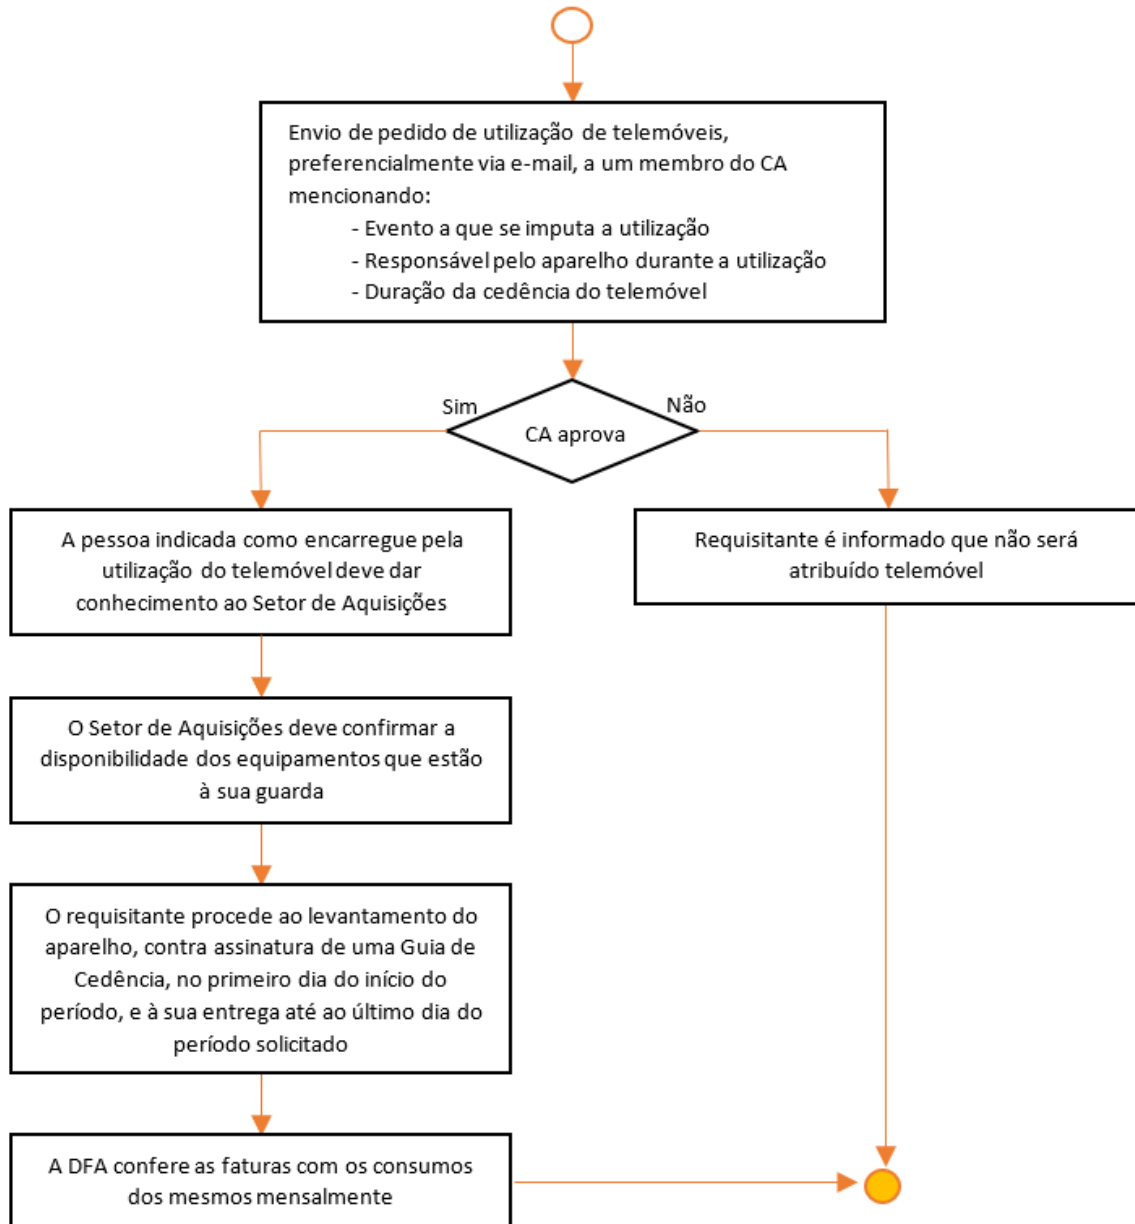 Envio de pedido de utilização de telemóveis,
preferencialmente via e-mail, a um membro do CA
mencionando:
- Evento a que se imputa a utilização
- Responsável pelo aparelho durante a utilização
- Duração da cedência do telemóvel
Sim
Não
CA aprova
A pessoa indicada como encarregue pela
utilização do telemóvel deve dar
conhecimento ao Setor de Aquisições
Requisitante é informado que não será
atribuído telemóvel
O Setor de Aquisições deve confirmar a
disponibilidade dos equipamentos que estão
à sua guarda
O requisitante procede ao levantamento do
aparelho, contra assinatura de uma Guia de
Cedência, no primeiro dia do início do
período, e à sua entrega até ao último dia do
período solicitado
A DFA confere as faturas com os consumos
dos mesmos mensalmente